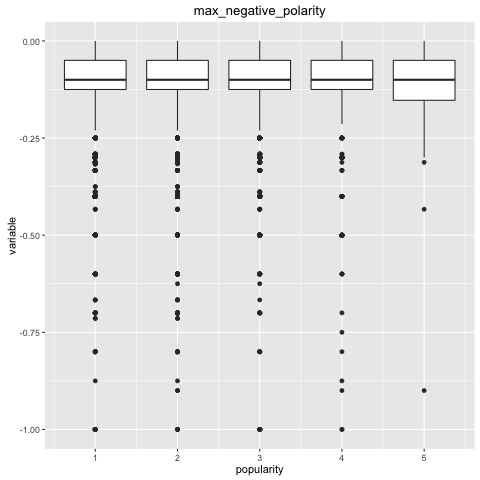 max_negative_polarity
0.00
-0.25
-0.50
-0.75
-1.00
variable
1 2 3 4 5
popularity